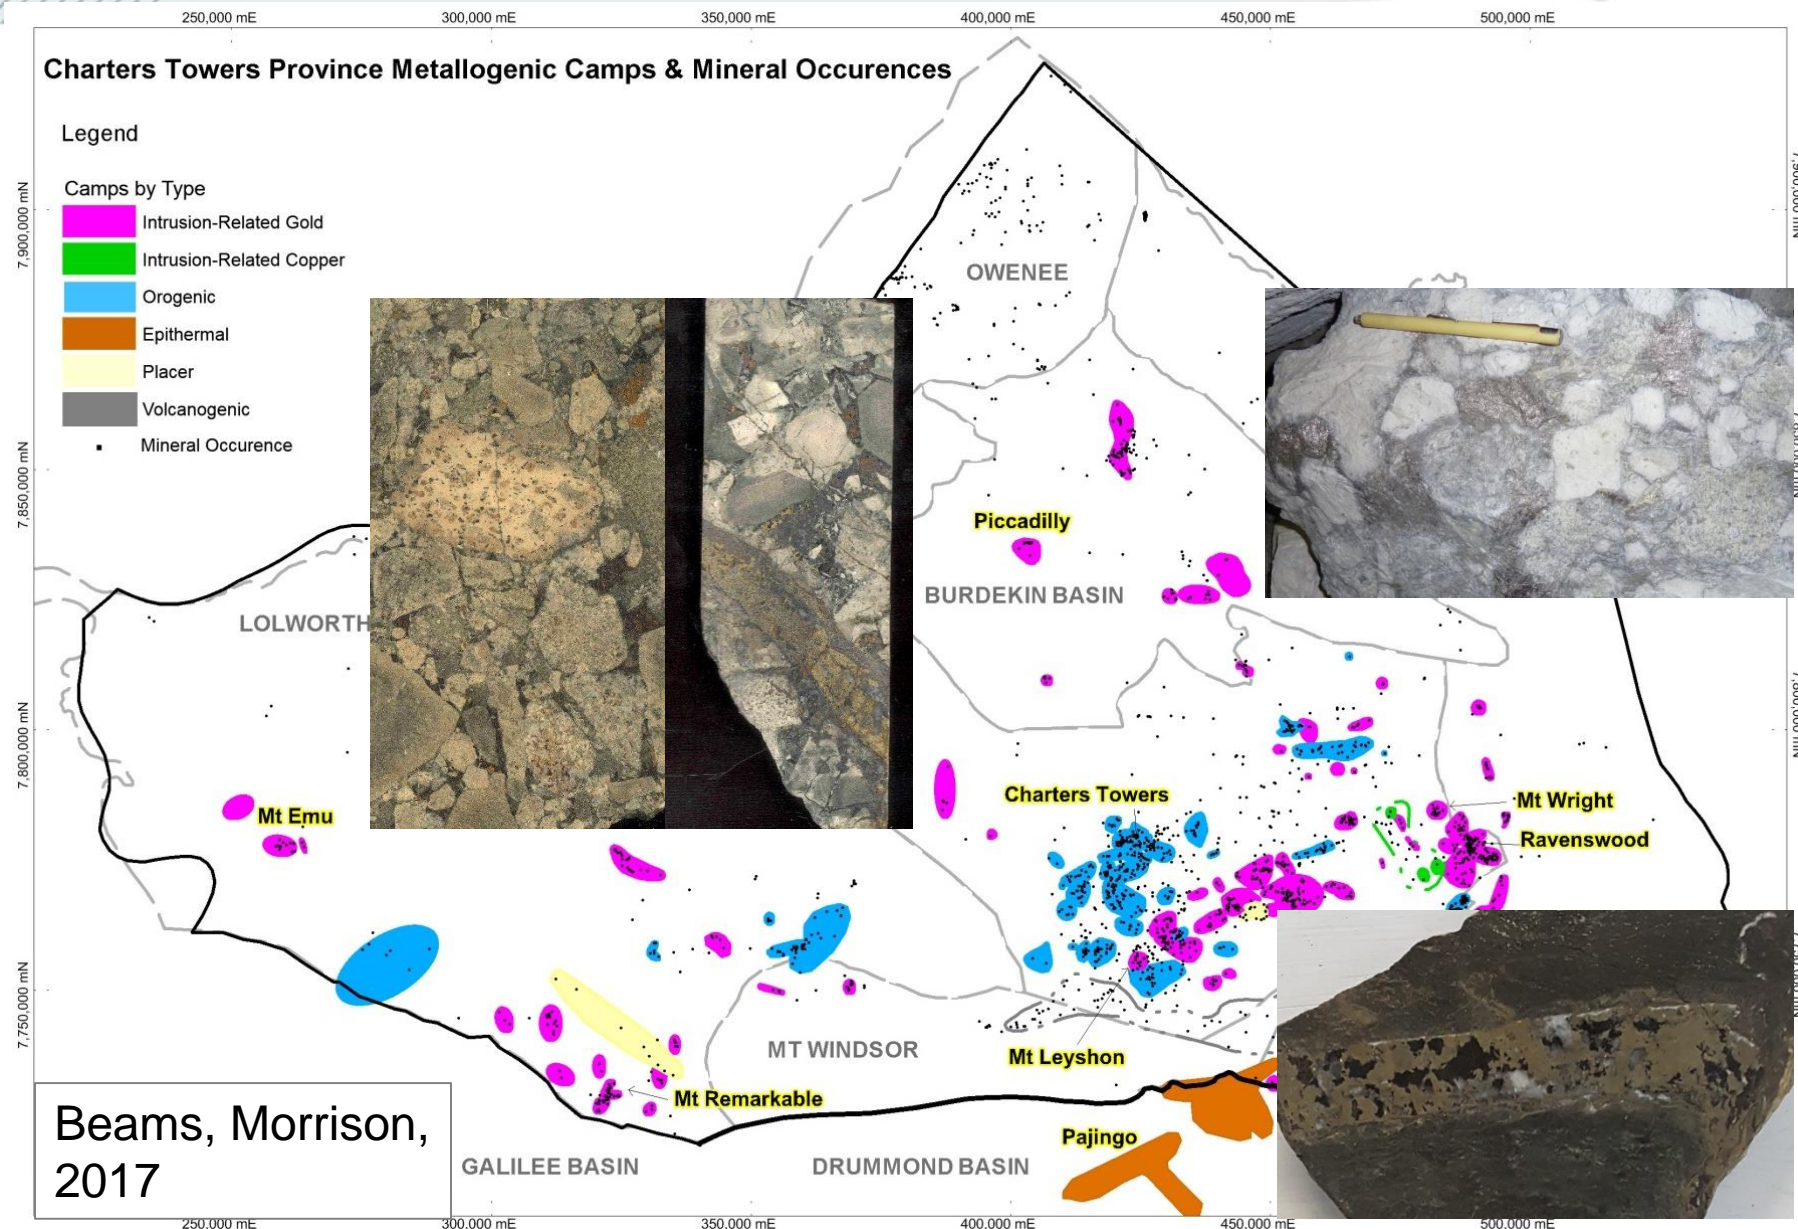 250,000 mE
300,000 mE
350,000 mE
400,000 mE
450,000 mE
500,000 mE
Charters Towers Province Metallogenic Camps & Mineral Occurences
Legend
Camps by Type
Intrusion-Related Gold
Intrusion-Related Copper
Orogenic
Epithermal
Placer
Volcanogenic
Mineral Occurence
7,900,000 mN
7,850,000 mN
7,800,000 mN
7,750,000 mN
OWENEE
Piccadilly
BURDEKIN BASIN
LOLWORTH
Charters Towers
Mt Wright
Ravenswood
Mt Emu
MT WINDSOR
Mt Leyshon
Mt Remarkable
Pajingo
GALILEE BASIN
DRUMMOND BASIN
Beams, Morrison,
2017
250,000 mE
300,000 mE
350,000 mE
400,000 mE
450,000 mE
500,000 mE